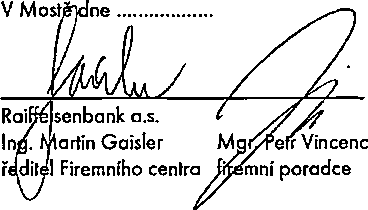 V Mostě dne .................
Raiffeisenbank a.s.
Ing. Martin Gaisler Mgr. Petr Vincenc
ředitel Firemního centra firemní poradce